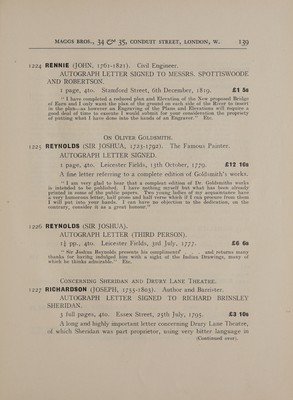 MAGGS BROS., 34 & 35, CONDUIT STREET, LONDON, W. 139
1224 RENNIE (JOHN, 1761-1821). Civil Engineer.
AUTOGRAPH LETTER SIGNED TO MESSRS. SPOTTISWOODE
AND ROBERTSON.
1 page, 4to. Stamford Street, 6th December, 1819. £1 5s
" I have completed a reduced plan and Elevation of the New proposed Bridge
of Earn and I only want the plan of the ground on each side of the River to insert
in the plan—as however an Engraving of the Plans and Elevations will require a
good deal of time to execute I would submit for your consideration the propriety
of putting what I have done into the hands of an Engraver." Etc.
ON OLIVER GOLDSMITH.
1225 REYNOLDS (SIR JOSHUA, 1723-1792). The Famous Painter.
AUTOGRAPH LETTER SIGNED.
1 page, 4to. Leicester Fields, 13th October, 1779. £12 10s
A fine letter referring to a complete edition of Goldsmith's works.
" I am very glad to hear that a compleat edition of Dr. Goldsmiths works
is intended to be published. I have nothing myself but what has been already
printed in some of the public papers. Two young ladies of my acquaintance have
a very humourous letter, half prose and half verse which if I can procure from them
I will put into your hands. I can have no objection to the dedication, on the
contrary, consider it as a great honour."
1226 REYNOLDS (SIR JOSHUA).
AUTOGRAPH LETTER (THIRD PERSON).
1¼ pp., 4to. Leicester Fields, 3rd July, 1777. £6 6s
" Sir Joshua Reynolds presents his compliments and returns many
thanks for having indulged him with a sight of the Indian Drawings, many of
which he thinks admirable." Etc.
CONCERNING SHERIDAN AND DRURY LANE THEATRE.
1227 RICHARDSON (JOSEPH, 1755-1803). Author and Barrister.
AUTOGRAPH LETTER SIGNED TO RICHARD BRINSLEY
SHERIDAN.
3 full pages, 4to. Essex Street, 25th July, 1795. £3 10s
A long and highly important letter concerning Drury Lane Theatre,
of which Sheridan was part proprietor, using very bitter language in
(Continued over).